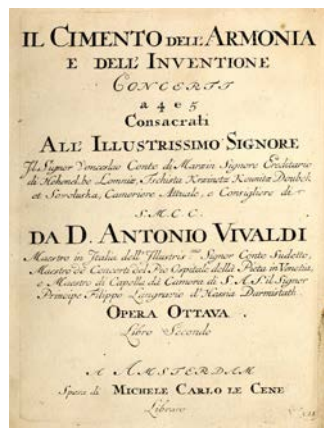 IL CIMENTO DELL'ARMONIA
E DELL'INVENTIONE
CONCERTI
a 4 e 5
Consacrati
ALL' ILLUSTRISSIMO SIGNORE
Il Signor Venceslao Conte di Marzin Signore Ereditario
di Hohenelbe Lomnitz, Tschista Krzinetz Kounitz Doubek
et Sovoluska, Cameriere Attuale, e Consigliere di
S.M.C.C.
DA D. ANTONIO VIVALDI
Maestro in Italia dell' Illustris.mo Signor Conte Sudetto,
Maestro de Concerti del Pio Ospitale della Pieta in Venetia,
e Maestro di Capella dà Camera di S.A.S. il Signor
Principe Filippo Langravio d'Hassia Darmistath
OPERA OTTAVA
Libro Secondo
A AMSTERDAM
Spesa di MICHELE CARLO LE CENE
Libraro